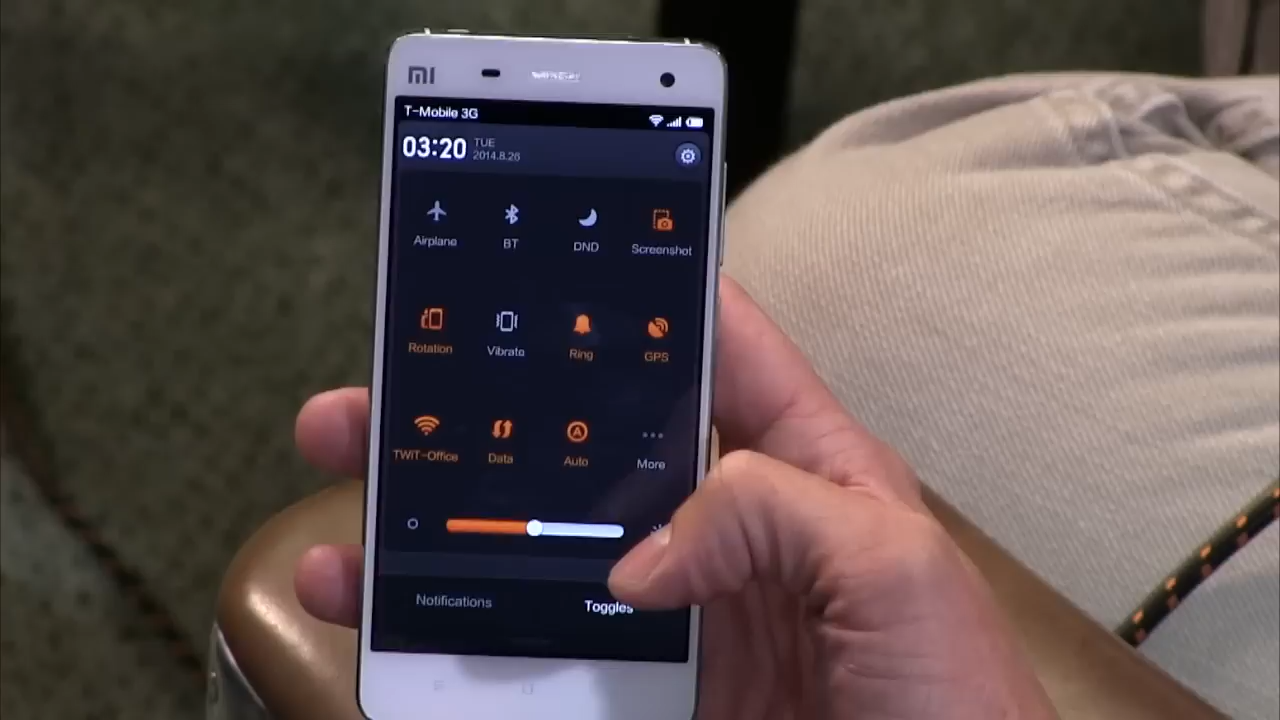 MI
T-Mobile 3G
03:20
TUE
2014.8.26
Airplane
BT
DND
Screenshot
Rotation
Vibrate
Ring
GPS
TWiT-Office
Data
Auto
More
Notifications
Toggles